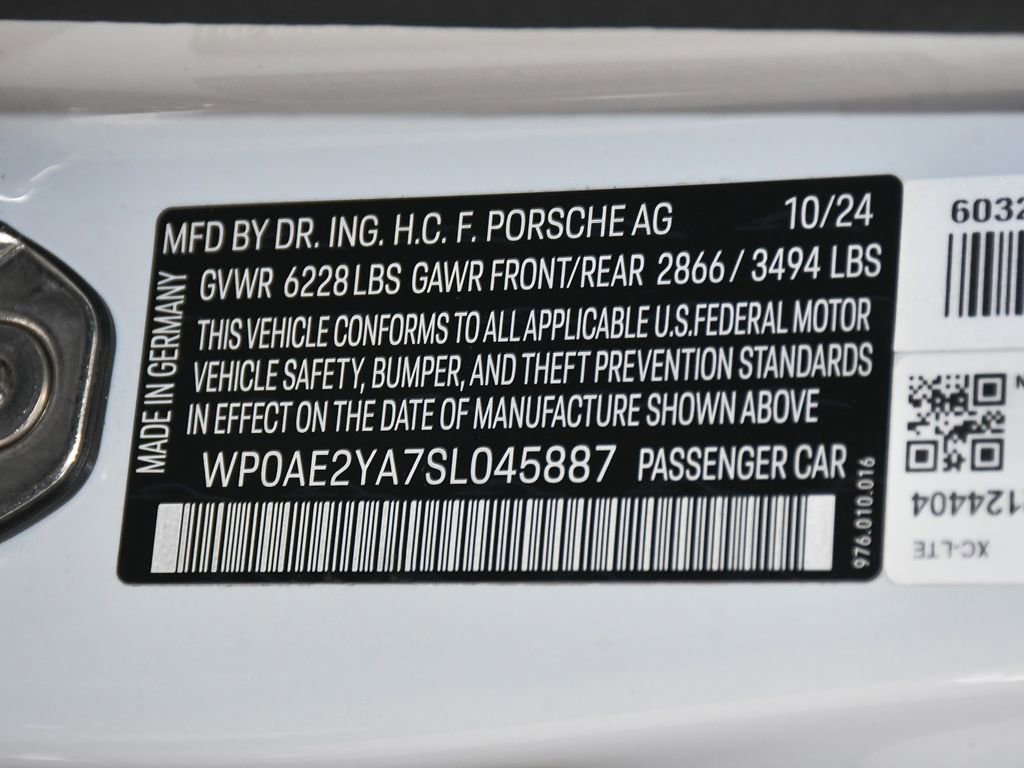 MFD BY DR. ING. H.C. F. PORSCHE AG 10/24
GVWR 6228 LBS GAWR FRONT/REAR 2866 / 3494 LBS
THIS VEHICLE CONFORMS TO ALL APPLICABLE U.S.FEDERAL MOTOR
VEHICLE SAFETY, BUMPER, AND THEFT PREVENTION STANDARDS
IN EFFECT ON THE DATE OF MANUFACTURE SHOWN ABOVE
WP0AE2YA7SL045887 PASSENGER CAR
MADE IN GERMANY
976.010.016
6032
N
124404
XC-LTE